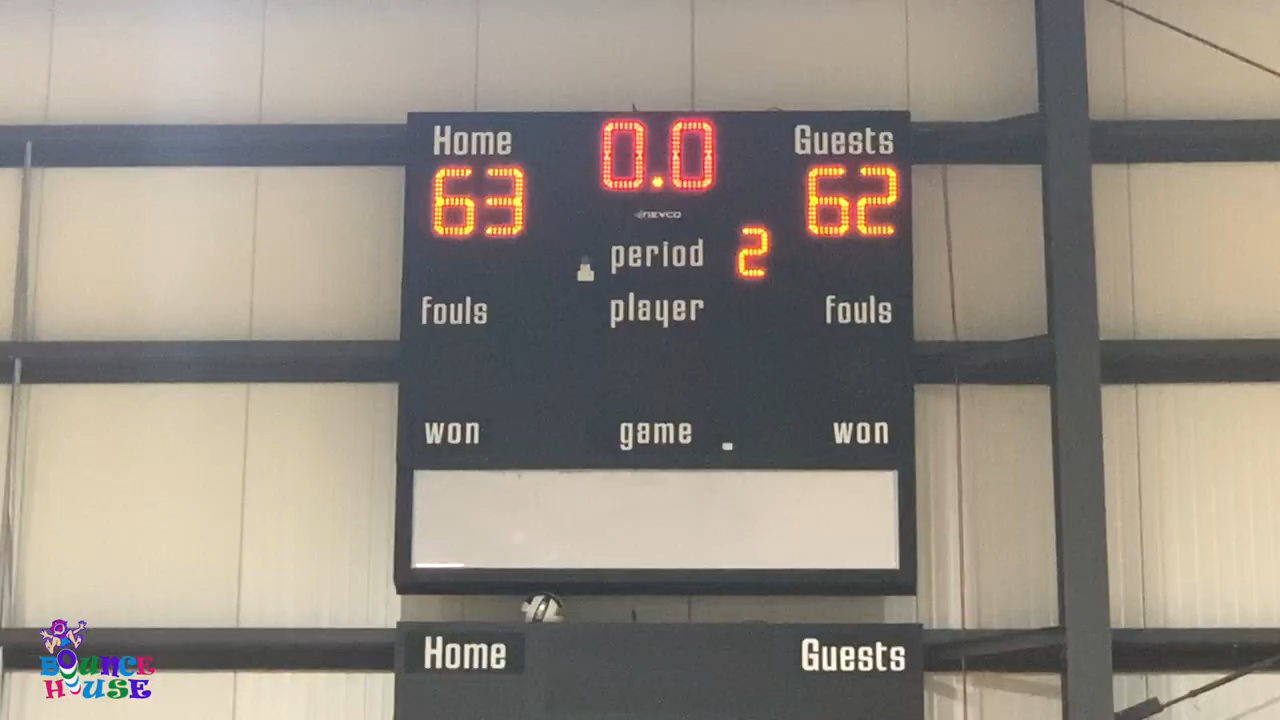 Home 0.0 Guests
63 62
NEVCO
period 2
fouls player fouls
won game won
Home Guests
BOUNCE
HOUSE